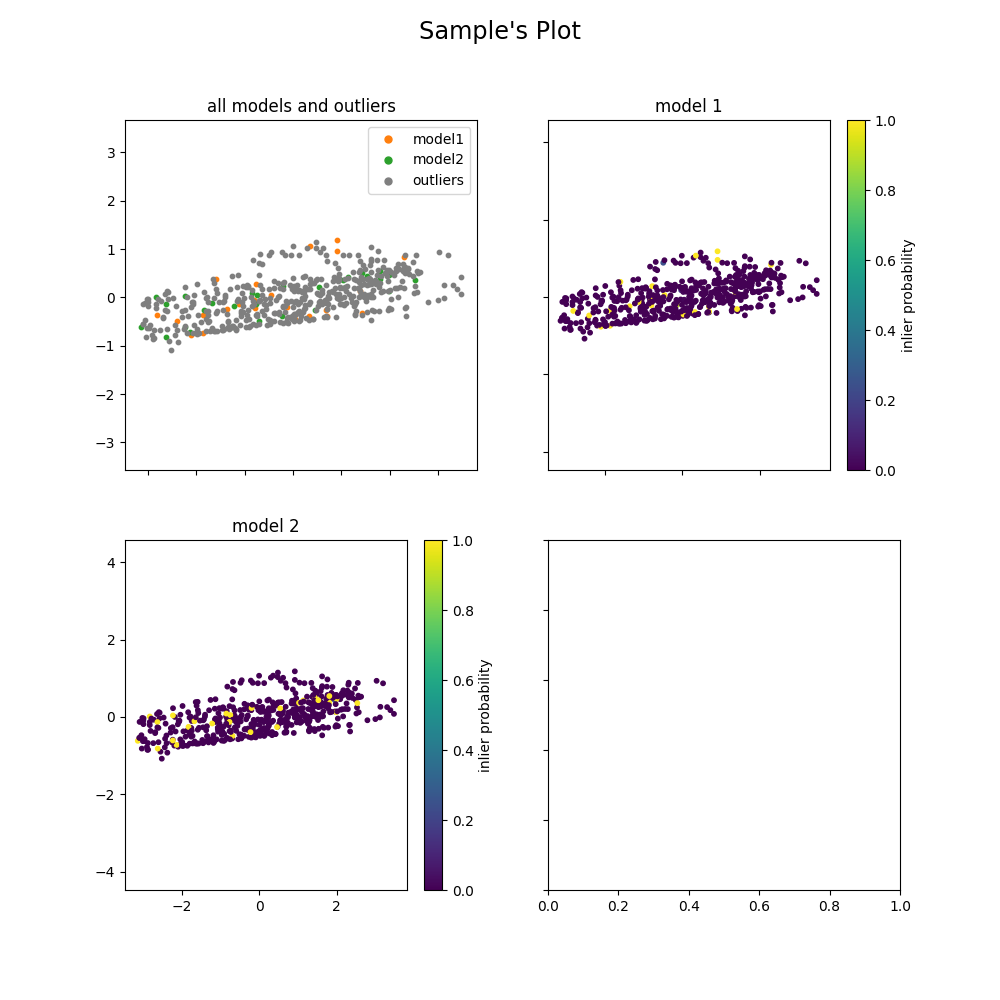 Sample's Plot
all models and outliers
model1
model2
outliers
3
2
1
0
−1
−2
−3
model 1
1.0
0.8
0.6
0.4
0.2
0.0
inlier probability
model 2
4
2
0
−2
−4
−2 0 2
1.0
0.8
0.6
0.4
0.2
0.0
inlier probability
0.0 0.2 0.4 0.6 0.8 1.0